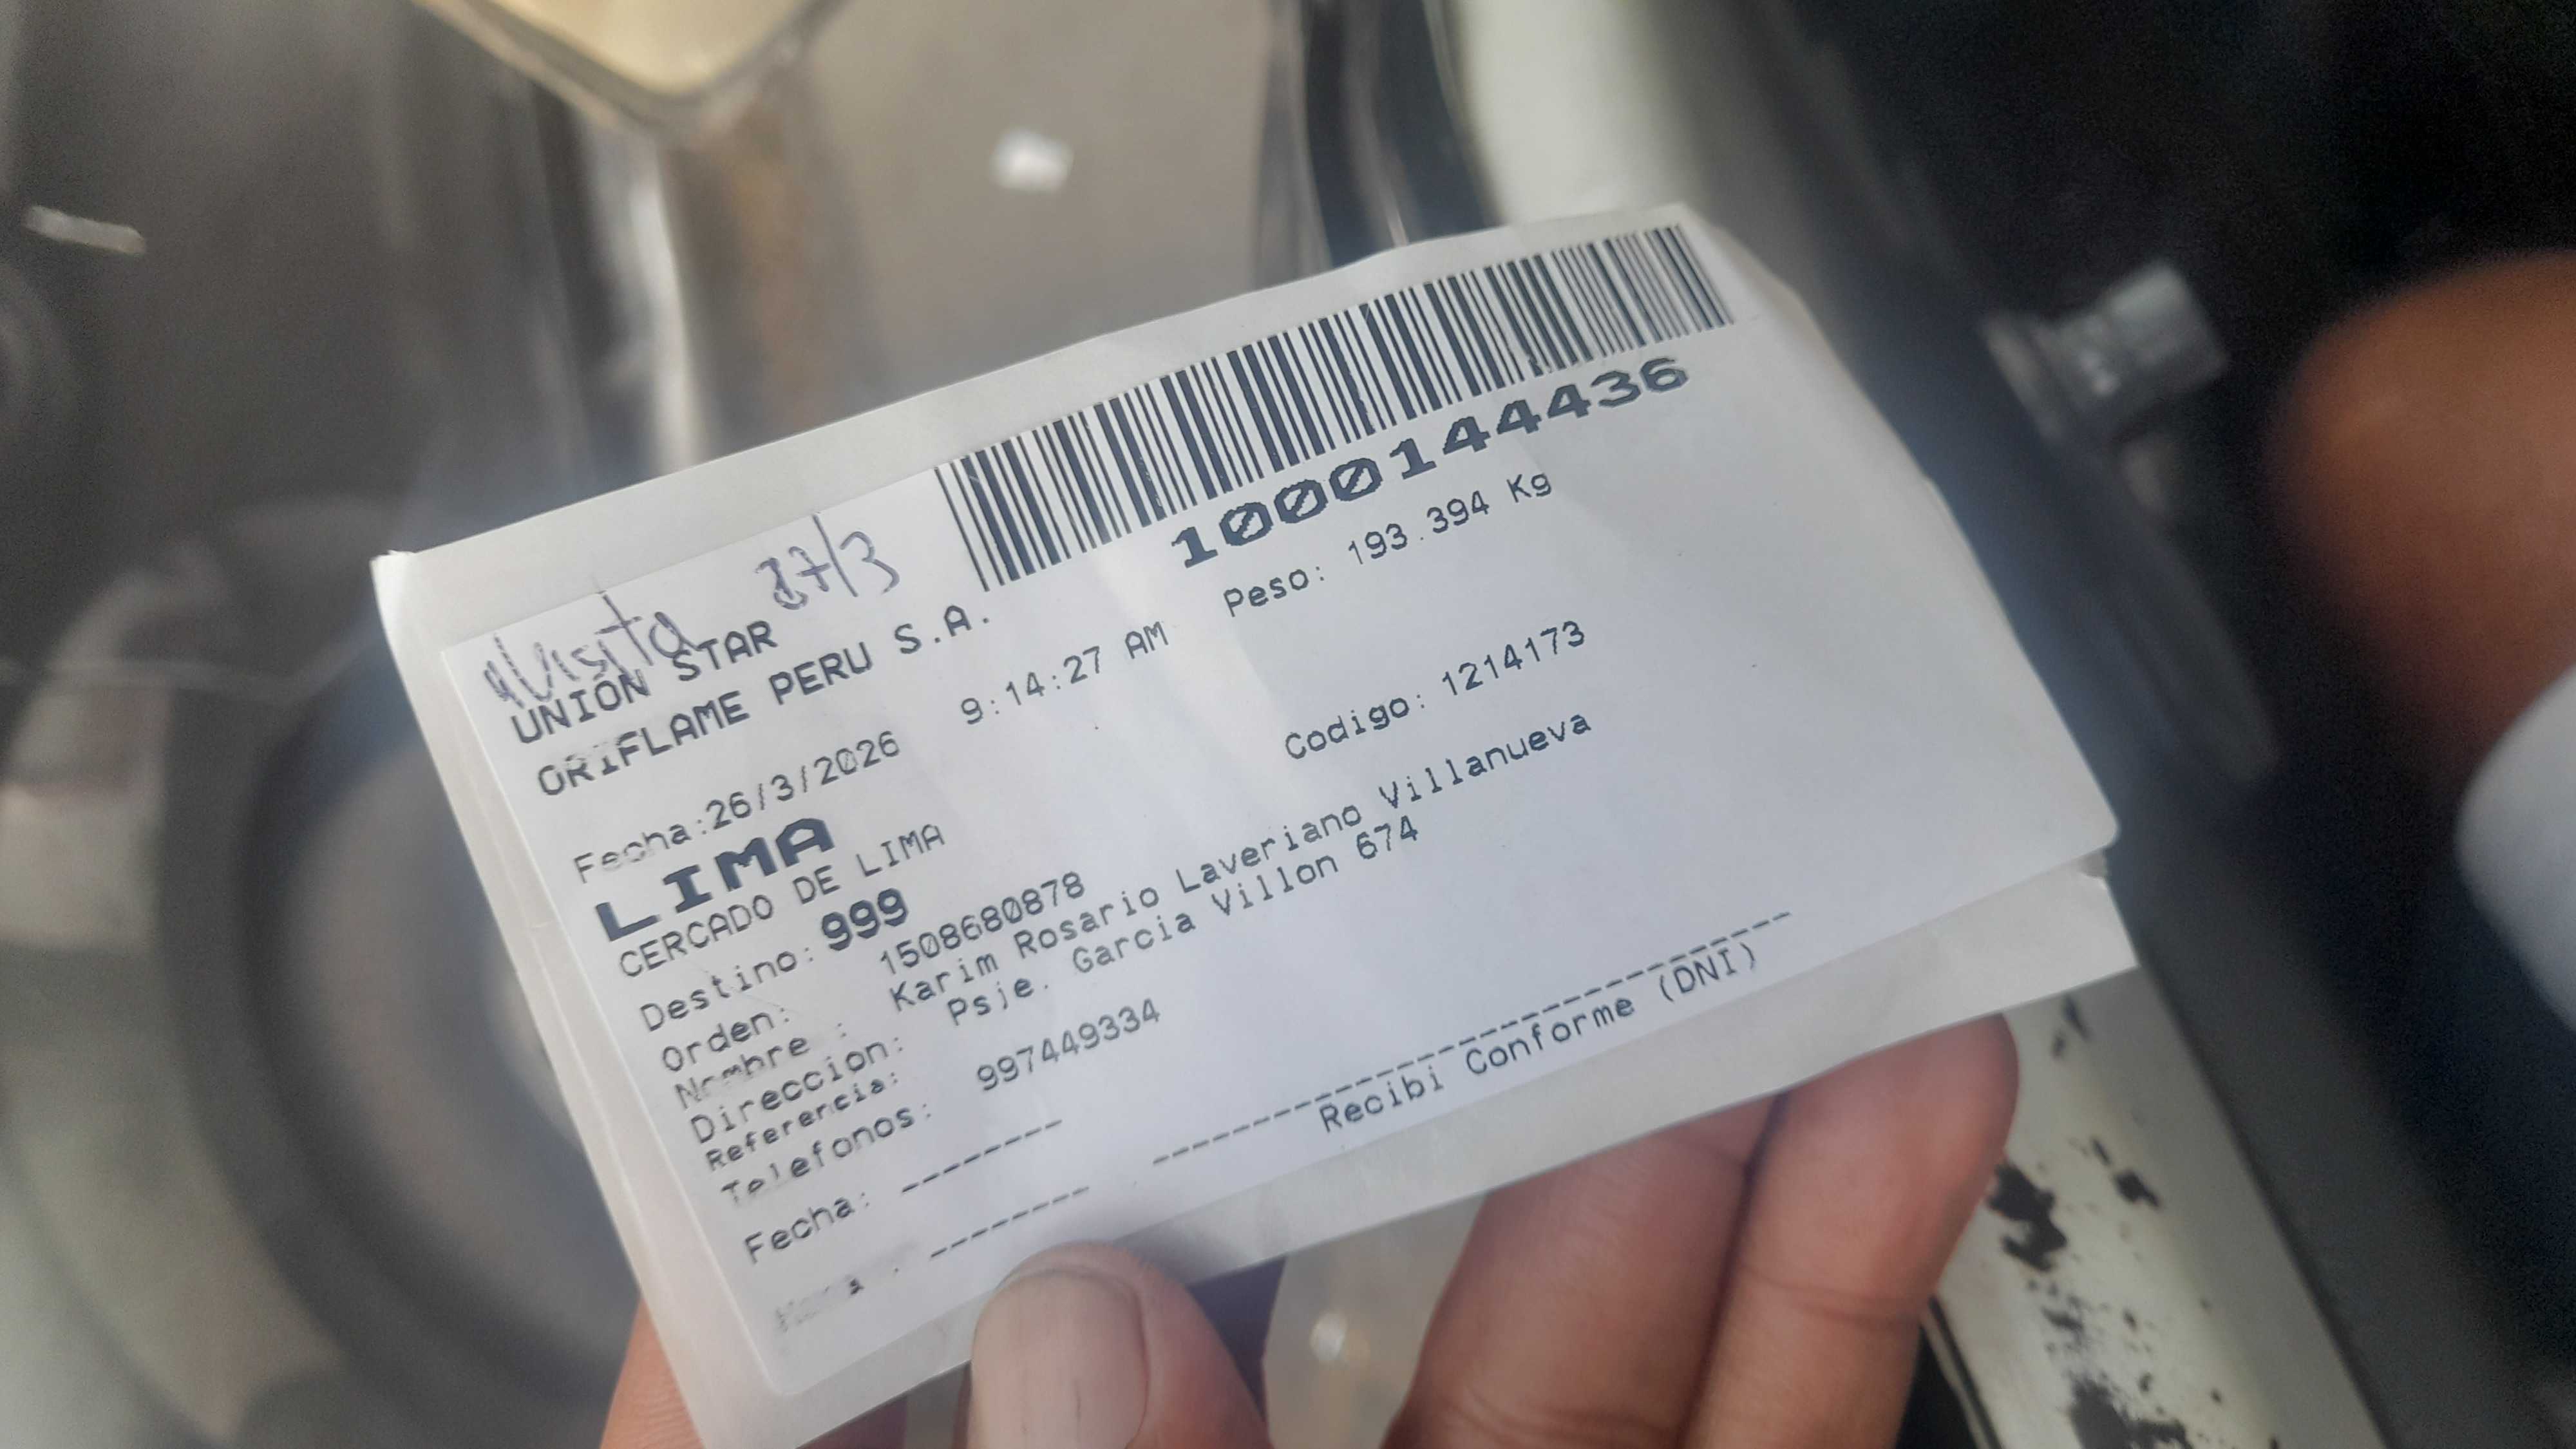 Visita 27/3
1000144436
UNION STAR
ORIFLAME PERU S.A.
Peso: 193.394 Kg
Fecha:26/3/2026 9:14:27 AM
LIMA
CERCADO DE LIMA
Codigo: 1214173
Destino: 999
Orden: 1508680878
Nombre : Karim Rosario Laveriano Villanueva
Direccion: Psje. Garcia Villon 674
Referencia:
Telefonos: 997449334
Fecha: --------
--------
Recibi Conforme (DNI)